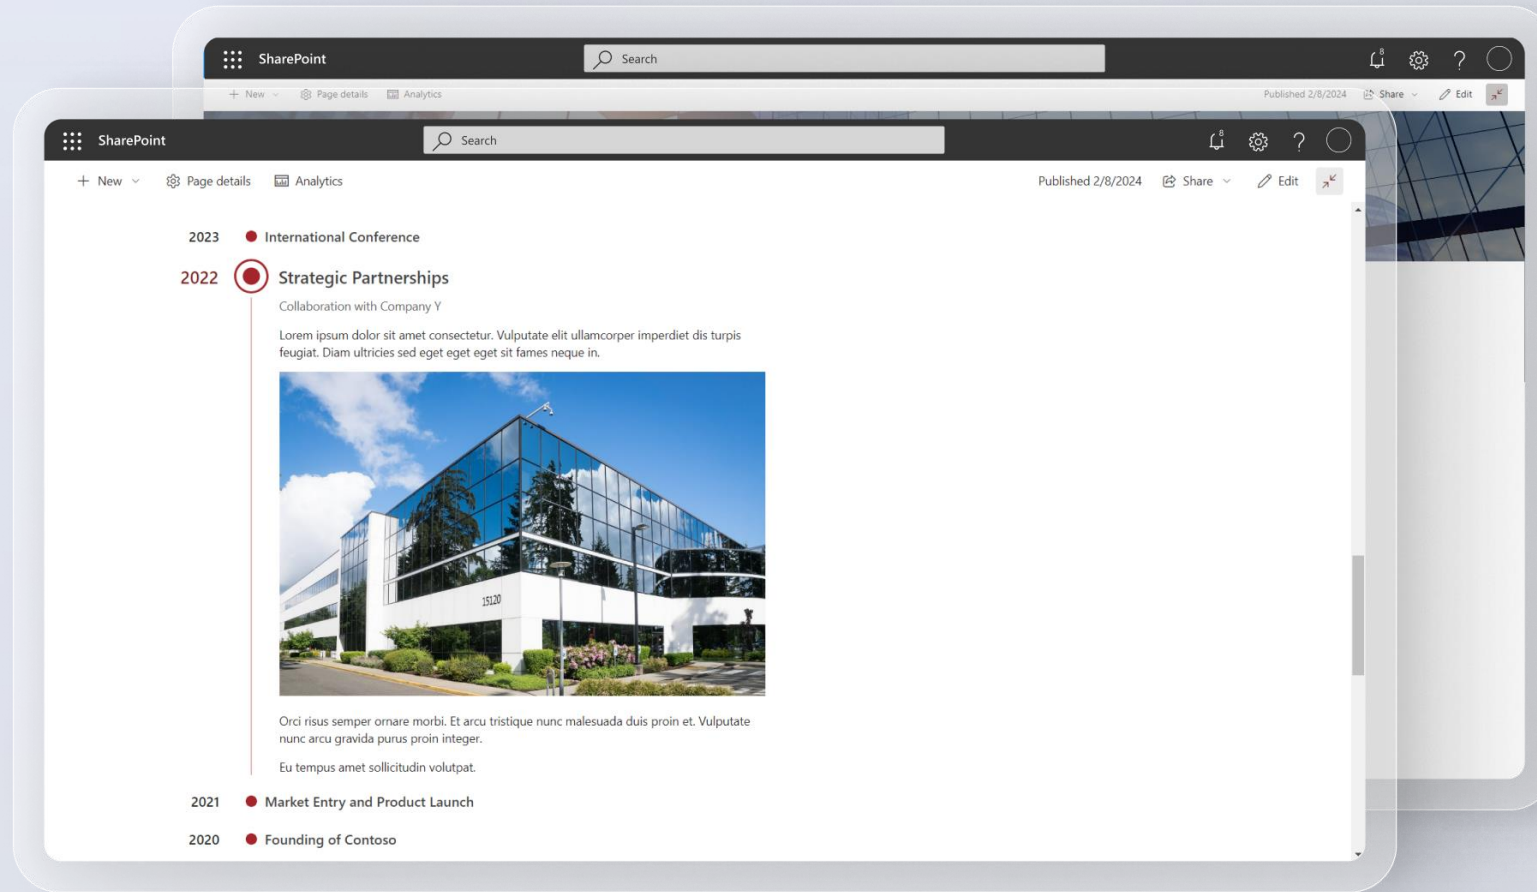 SharePoint
Search
8
?
+ New
Page details
Analytics
Published 2/8/2024
Share
Edit
SharePoint
Search
8
?
+ New
Page details
Analytics
Published 2/8/2024
Share
Edit
2023
International Conference
2022
Strategic Partnerships
Collaboration with Company Y
Lorem ipsum dolor sit amet consectetur. Vulputate elit ullamcorper imperdiet dis turpis
feugiat. Diam ultricies sed eget eget eget sit fames neque in.
15120
Orci risus semper ornare morbi. Et arcu tristique nunc malesuada duis proin et. Vulputate
nunc arcu gravida purus proin integer.
Eu tempus amet sollicitudin volutpat.
2021
Market Entry and Product Launch
2020
Founding of Contoso